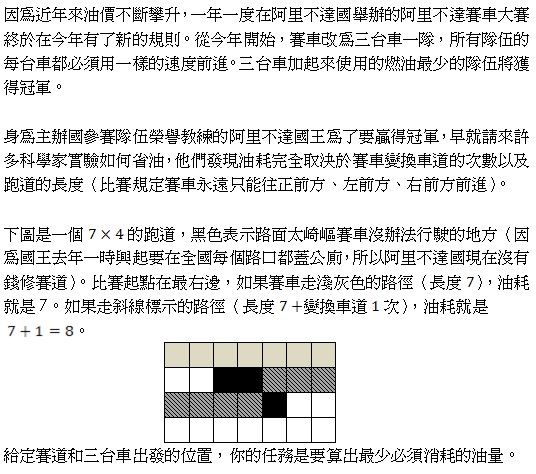 因為近年來油價不斷攀升，一年一度在阿里不達國舉辦的阿里不達賽車大賽
終於在今年有了新的規則。從今年開始，賽車改為三台車一隊，所有隊伍的
每台車都必須用一樣的速度前進。三台車加起來使用的燃油最少的隊伍將獲
得冠軍。
身為主辦國參賽隊伍榮譽教練的阿里不達國王為了要贏得冠軍，早就請來許
多科學家實驗如何省油，他們發現油耗完全取決於賽車變換車道的次數以及
跑道的長度（比賽規定賽車永遠只能往正前方、左前方、右前方前進）。
下圖是一個 7 × 4 的跑道，黑色表示路面太崎嶇賽車沒辦法行駛的地方（因
為國王去年一時興起要在全國每個路口都蓋公廁，所以阿里不達國現在沒有
錢修賽道）。比賽起點在最右邊，如果賽車走淺灰色的路徑（長度 7），油耗
就是 7。如果走斜線標示的路徑（長度 7+變換車道 1 次），油耗就是
7 + 1 = 8。
給定賽道和三台車出發的位置，你的任務是要算出最少必須消耗的油量。